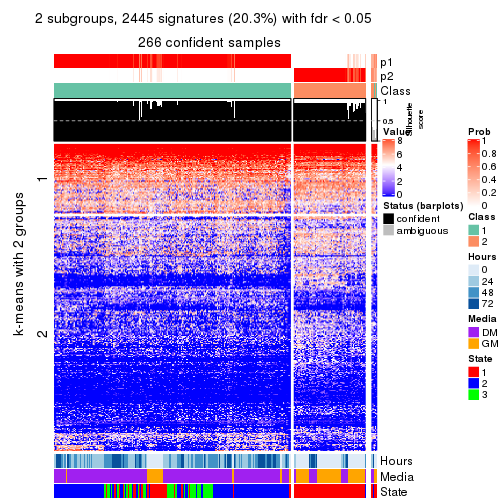 2 subgroups, 2445 signatures (20.3%) with fdr < 0.05
266 confident samples
p1
p2
Class
1
0.5
0
Silhouette
score
k-means with 2 groups
1
2
Hours
Media
State
Value
8
6
4
2
0
Status (barplots)
confident
ambiguous
Prob
1
0.8
0.6
0.4
0.2
0
Class
1
2
Hours
0
24
48
72
Media
DM
GM
State
1
2
3